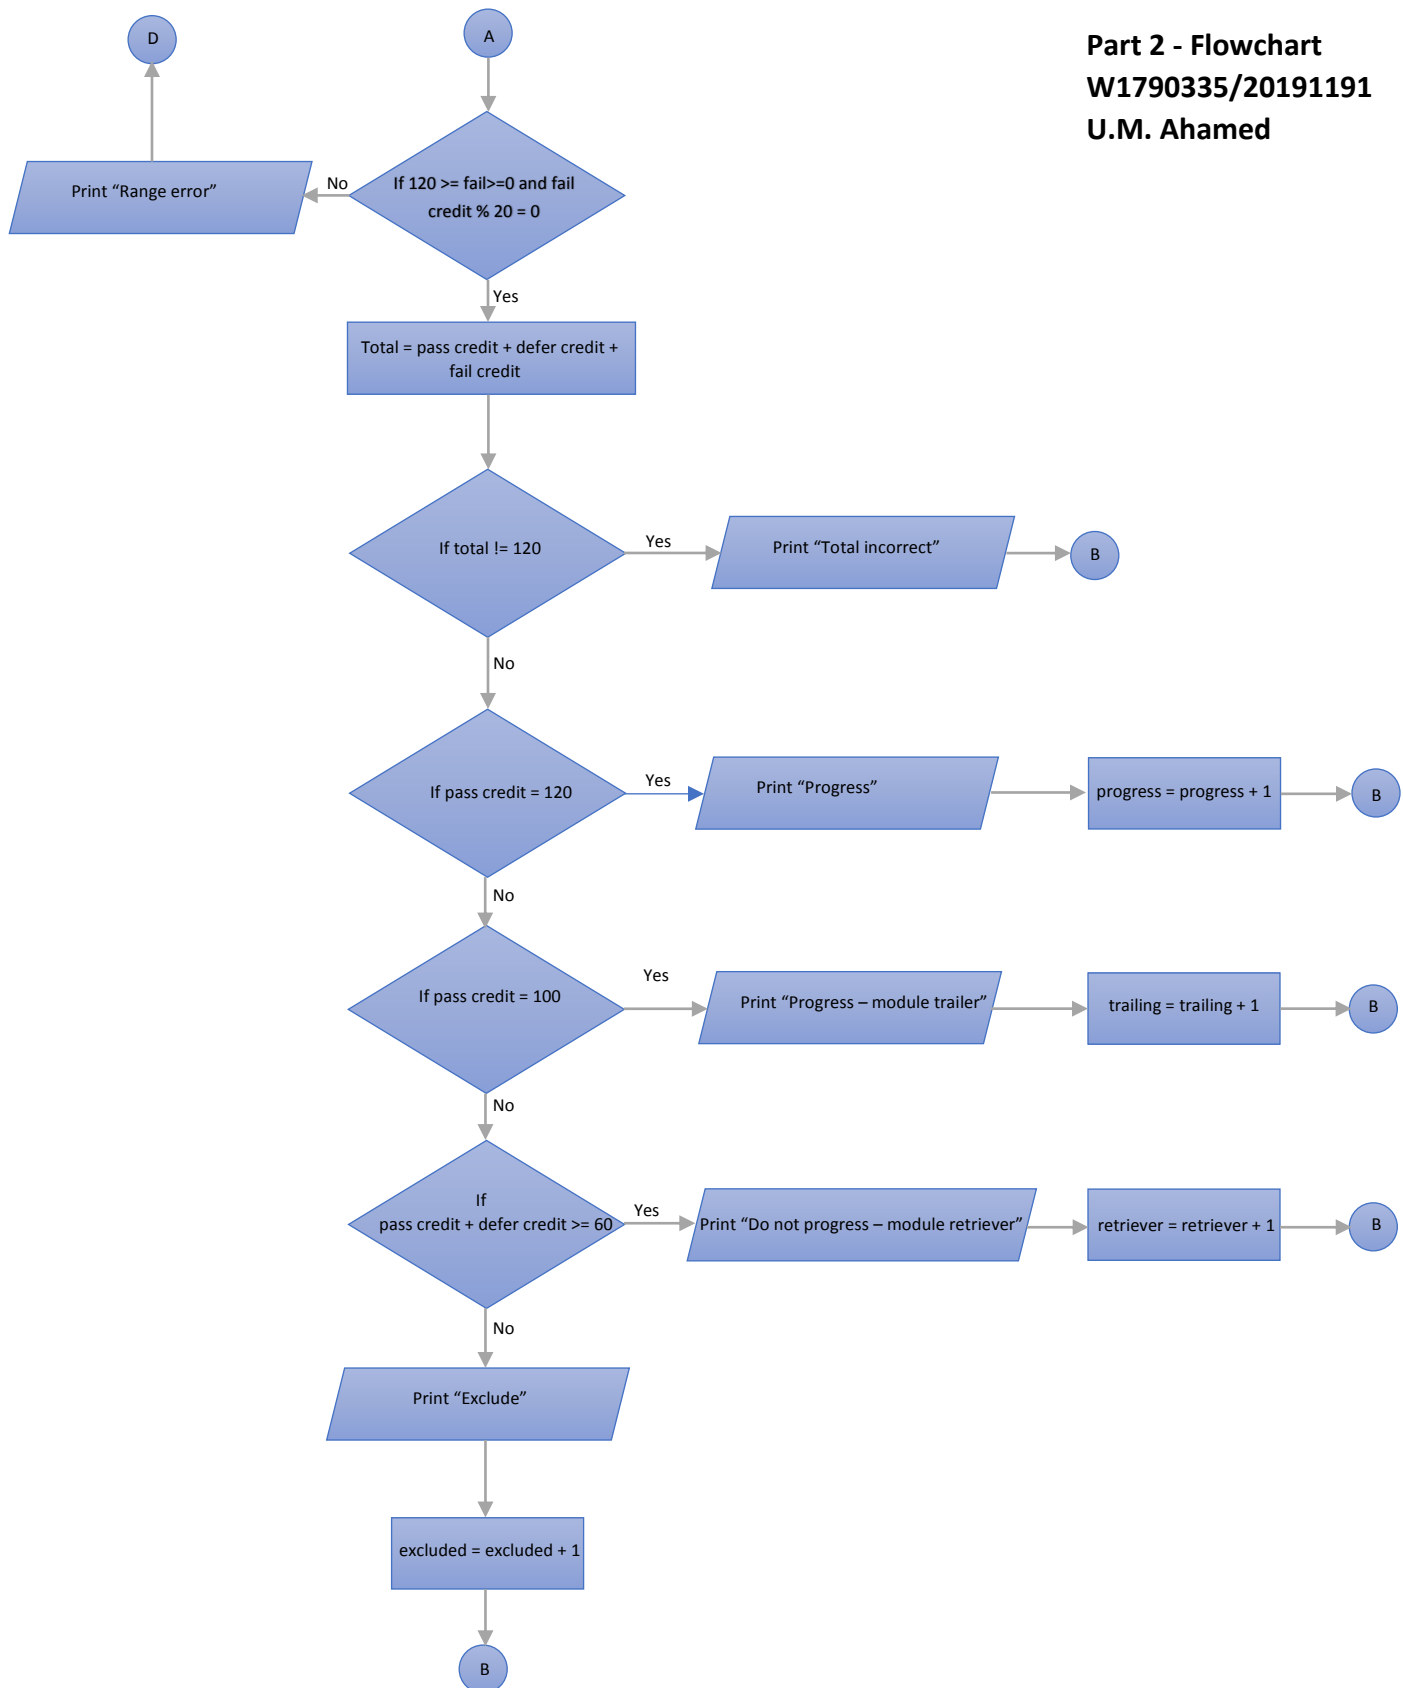 D
A
Part 2 - Flowchart
W1790335/20191191
U.M. Ahamed
Print “Range error”
No
If 120 >= fail>=0 and fail
credit % 20 = 0
Yes
Total = pass credit + defer credit +
fail credit
If total != 120
Yes
Print “Total incorrect”
B
No
If pass credit = 120
Yes
Print “Progress”
progress = progress + 1
B
No
If pass credit = 100
Yes
Print “Progress – module trailer”
trailing = trailing + 1
B
No
If
pass credit + defer credit >= 60
Yes
Print “Do not progress – module retriever”
retriever = retriever + 1
B
No
Print “Exclude”
excluded = excluded + 1
B